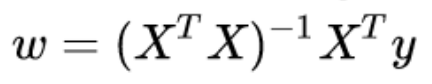 w = (X^T X)^{-1} X^T y